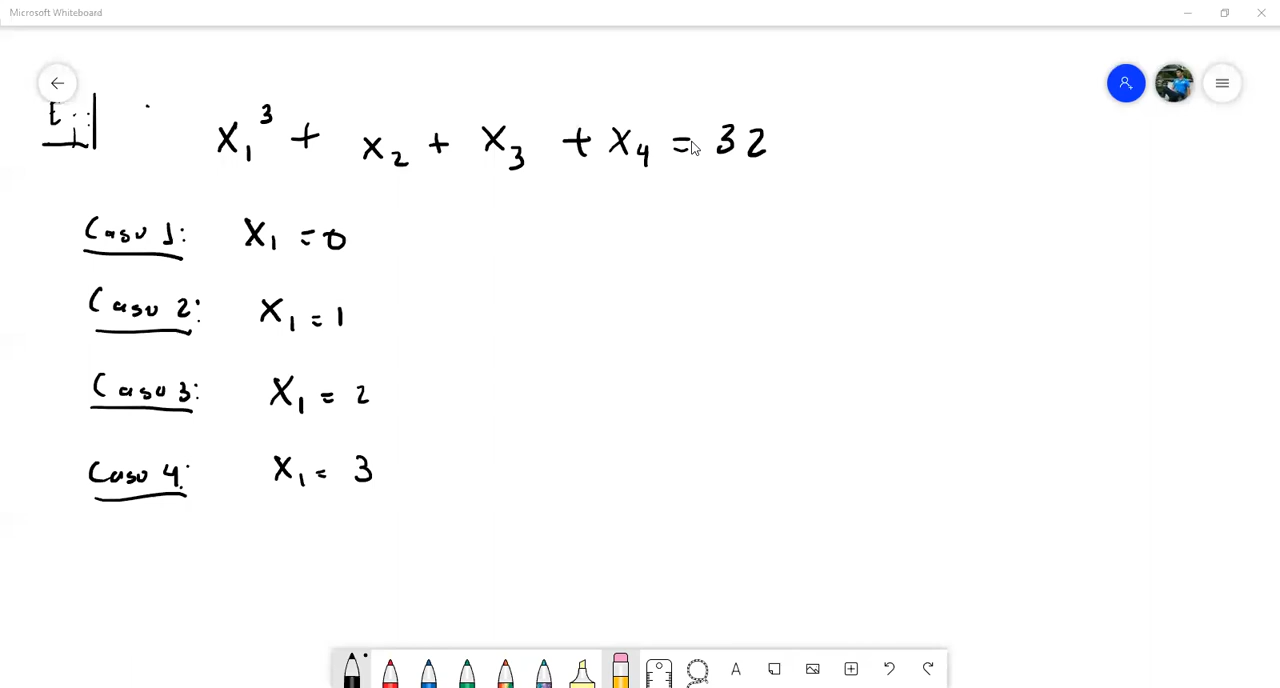 Microsoft Whiteboard
Ej:
x₁³ + x₂ + x₃ + x₄ = 32
Caso 1: x₁ = 0
Caso 2: x₁ = 1
Caso 3: x₁ = 2
Caso 4: x₁ = 3
A